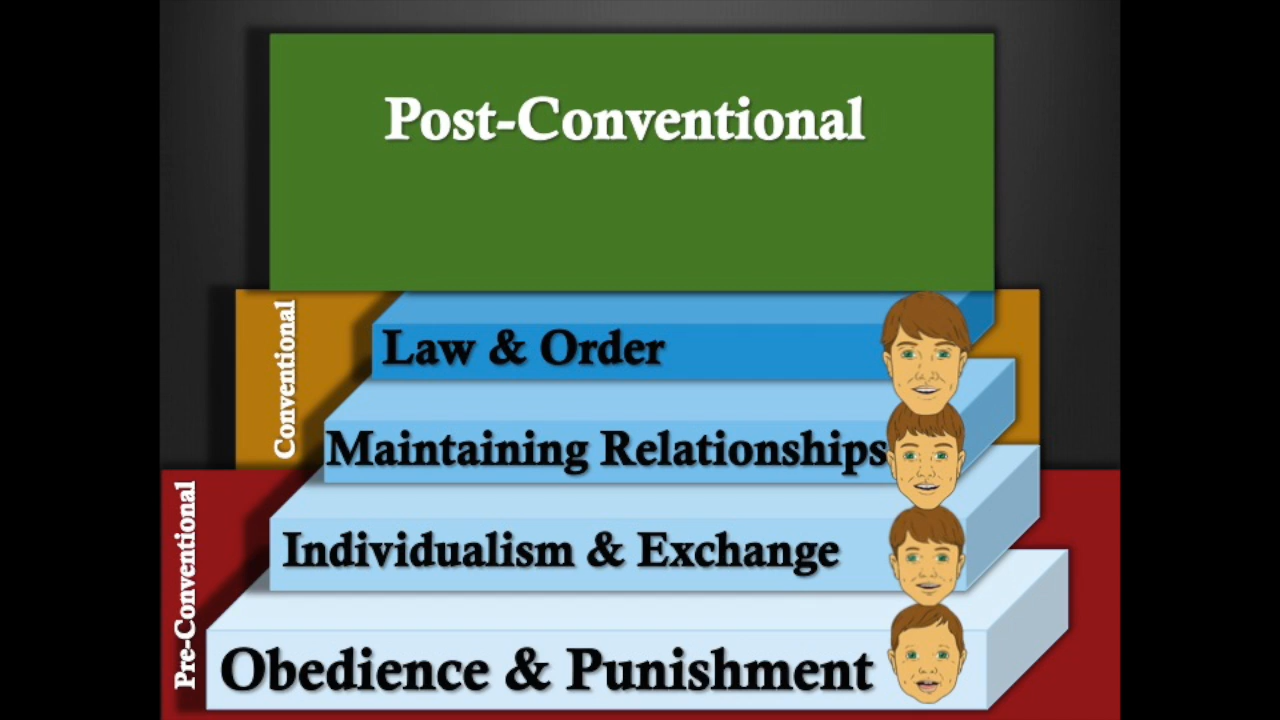 Post-Conventional
Conventional
Law & Order
Maintaining Relationships
Pre-Conventional
Individualism & Exchange
Obedience & Punishment